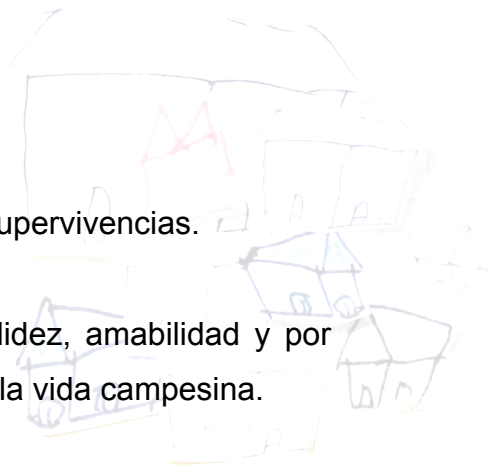 upervivencias.
lidez, amabilidad y por
la vida campesina.